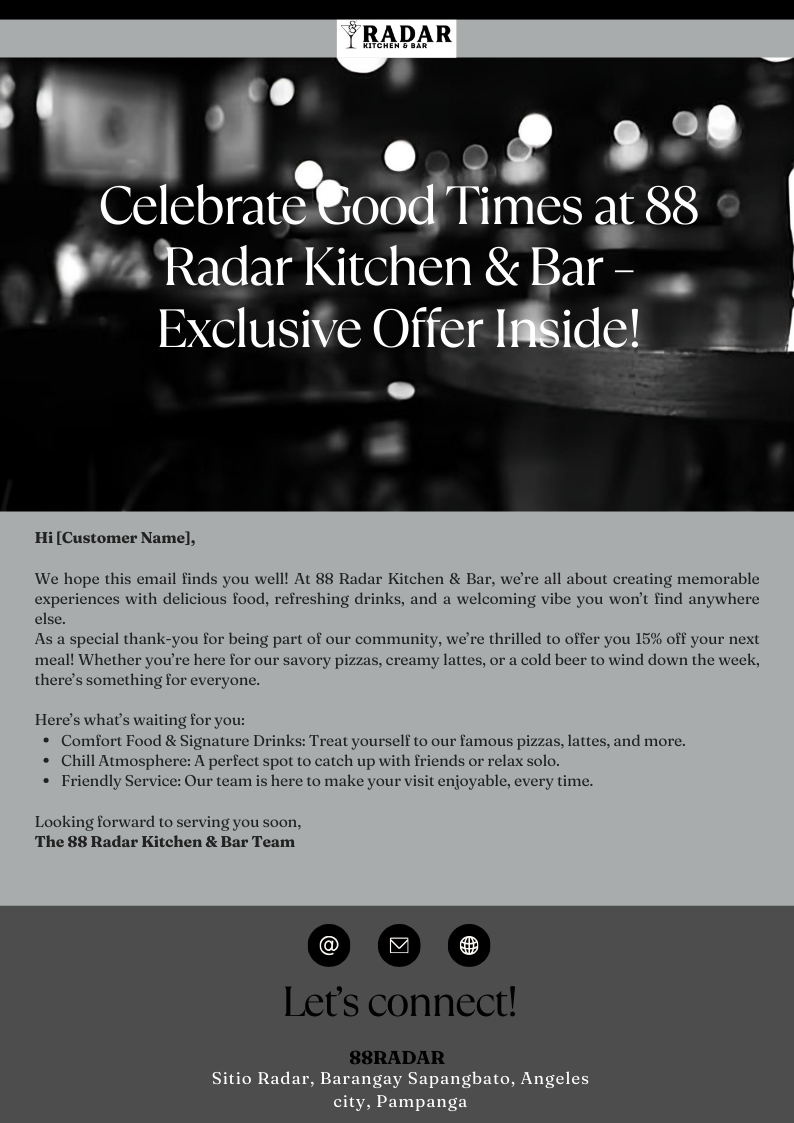 RADAR
KITCHEN & BAR
Celebrate Good Times at 88
Radar Kitchen & Bar –
Exclusive Offer Inside!
Hi [Customer Name],
We hope this email finds you well! At 88 Radar Kitchen & Bar, we’re all about creating memorable
experiences with delicious food, refreshing drinks, and a welcoming vibe you won’t find anywhere
else.
As a special thank-you for being part of our community, we’re thrilled to offer you 15% off your next
meal! Whether you’re here for our savory pizzas, creamy lattes, or a cold beer to wind down the week,
there’s something for everyone.
Here’s what’s waiting for you:
• Comfort Food & Signature Drinks: Treat yourself to our famous pizzas, lattes, and more.
• Chill Atmosphere: A perfect spot to catch up with friends or relax solo.
• Friendly Service: Our team is here to make your visit enjoyable, every time.
Looking forward to serving you soon,
The 88 Radar Kitchen & Bar Team
@
Let’s connect!
88RADAR
Sitio Radar, Barangay Sapangbato, Angeles
city, Pampanga